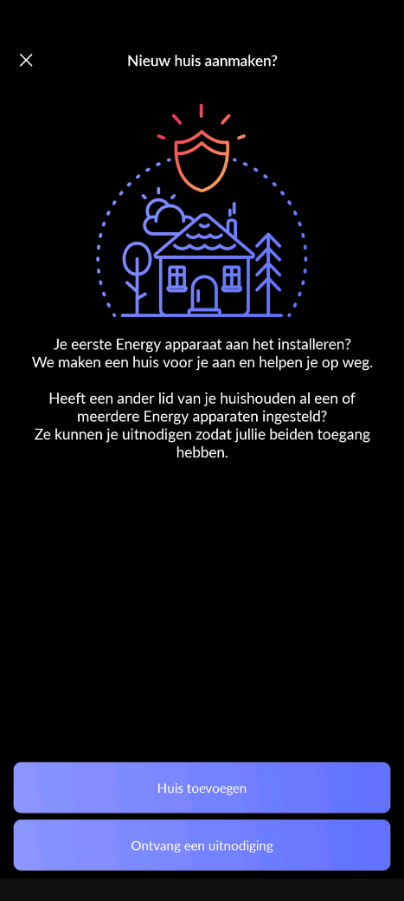 Nieuw huis aanmaken?
Je eerste Energy apparaat aan het installeren?
We maken een huis voor je aan en helpen je op weg.
Heeft een ander lid van je huishouden al een of
meerdere Energy apparaten ingesteld?
Ze kunnen je uitnodigen zodat jullie beiden toegang
hebben.
Huis toevoegen
Ontvang een uitnodiging